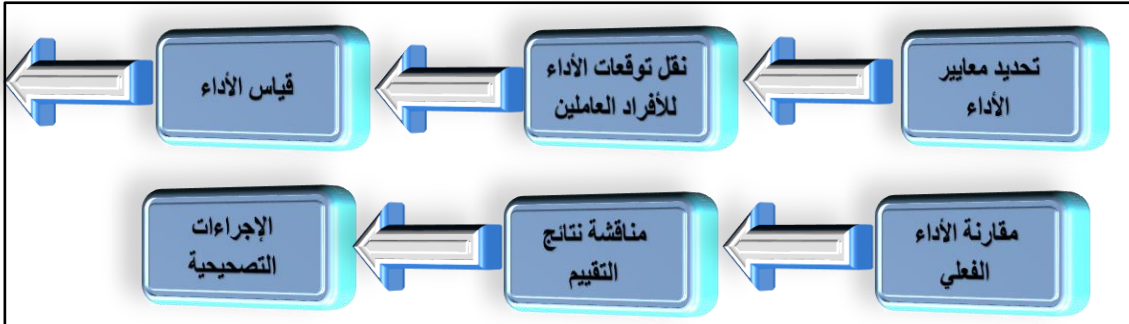 تحديد معايير
الأداء
نقل توقعات الأداء
للأفراد العاملين
قياس الأداء
مقارنة الأداء
الفعلي
مناقشة نتائج
التقييم
الإجراءات
التصحيحية